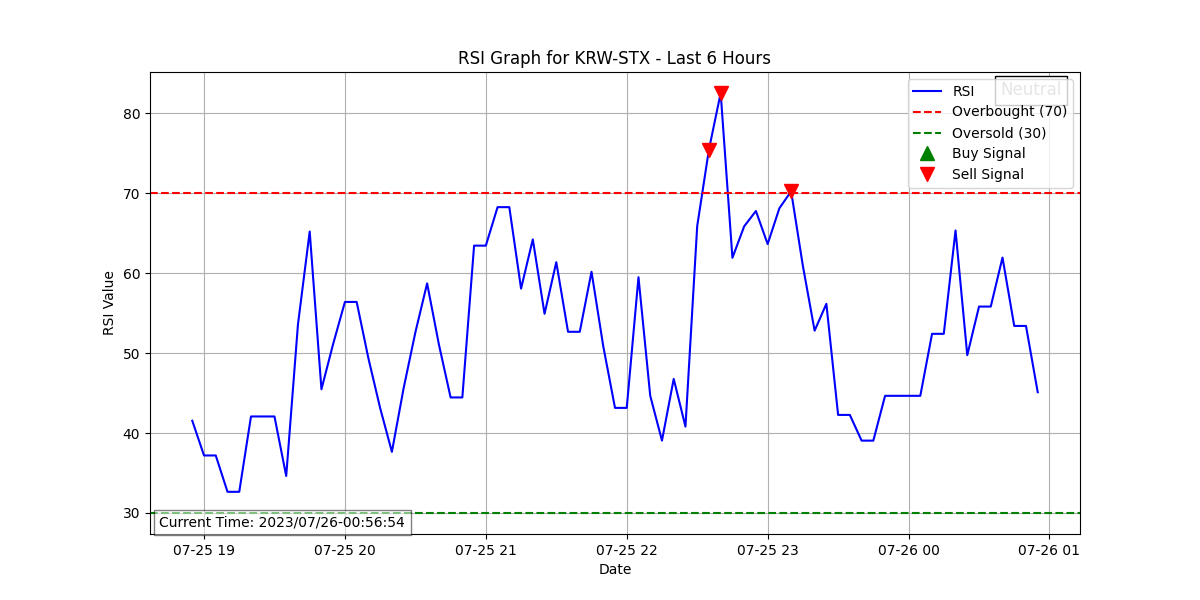 RSI Graph for KRW-STX - Last 6 Hours
Neutral
RSI
Overbought (70)
Oversold (30)
Buy Signal
Sell Signal
RSI Value
80
70
60
50
40
30
Current Time: 2023/07/26-00:56:54
07-25 19 07-25 20 07-25 21 07-25 22 07-25 23 07-26 00 07-26 01
Date